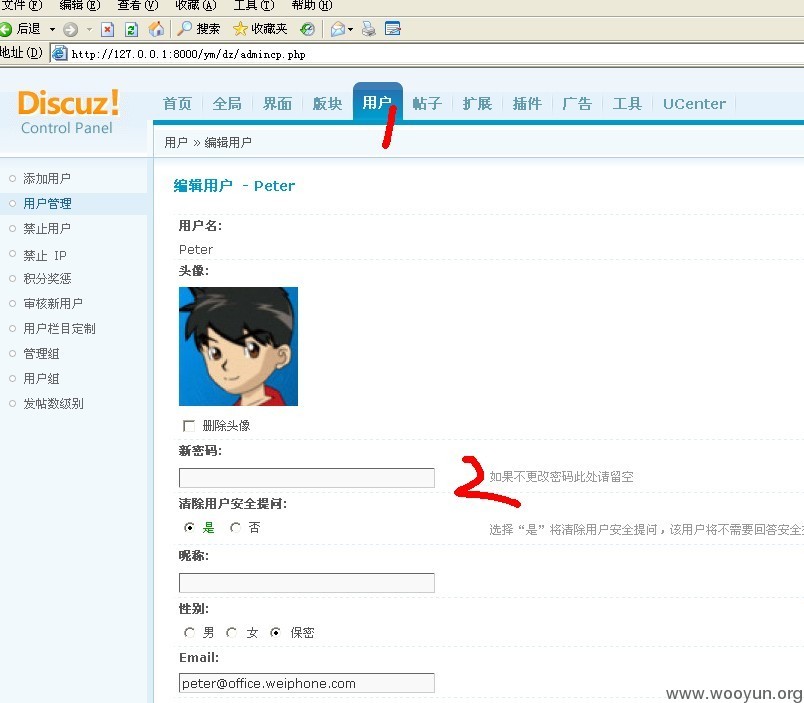 文件(F) 编辑(E) 查看(V) 收藏(A) 工具(T) 帮助(H)
后退 搜索 收藏夹
地址(D) http://127.0.0.1:8000/ym/dz/admincp.php
Discuz!
Control Panel
首页 全局 界面 版块 用户 帖子 扩展 插件 广告 工具 UCenter
1
用户 » 编辑用户
添加用户
用户管理
禁止用户
禁止 IP
积分奖惩
审核新用户
用户栏目定制
管理组
用户组
发帖数级别
编辑用户 - Peter
用户名:
Peter
头像:
删除头像
新密码:
2 如果不更改密码此处请留空
清除用户安全提问:
是 否 选择“是”将清除用户安全提问，该用户将不需要回答安全
昵称:
性别:
男 女 保密
Email:
peter@office.weiphone.com
www.wooyun.org